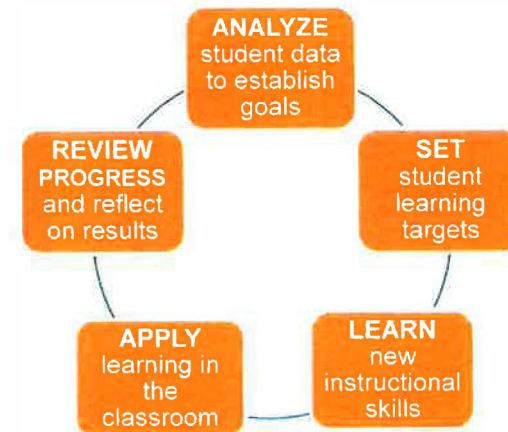 ANALYZE
student data
to establish
goals
SET
student
learning
targets
LEARN
new
instructional
skills
APPLY
learning in
the
classroom
REVIEW
PROGRESS
and reflect
on results